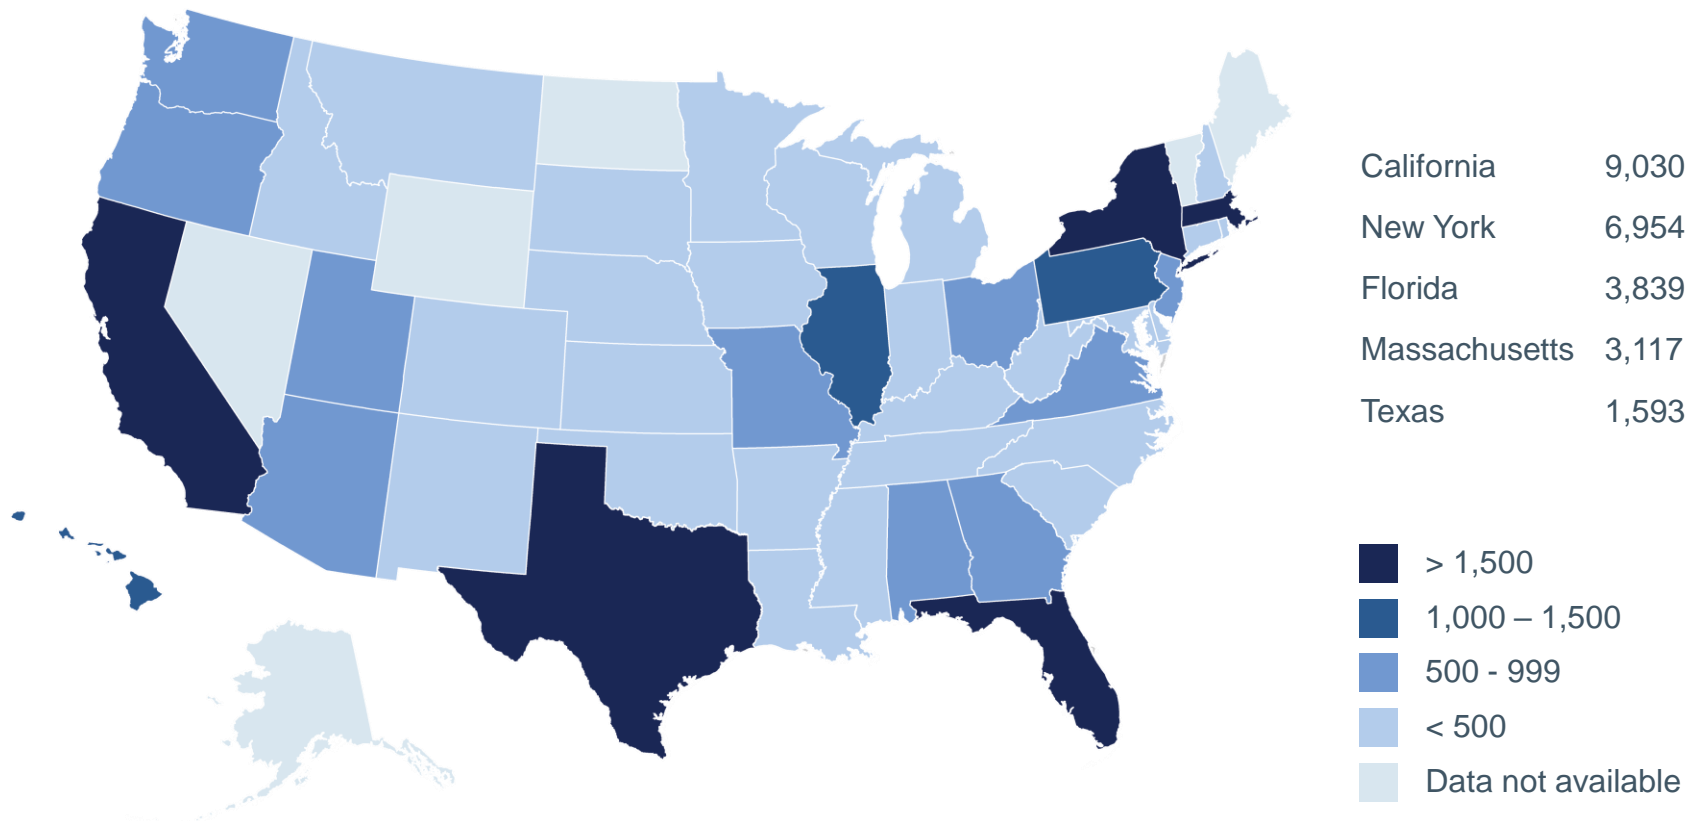 California 9,030
New York 6,954
Florida 3,839
Massachusetts 3,117
Texas 1,593
> 1,500
1,000 – 1,500
500 - 999
< 500
Data not available